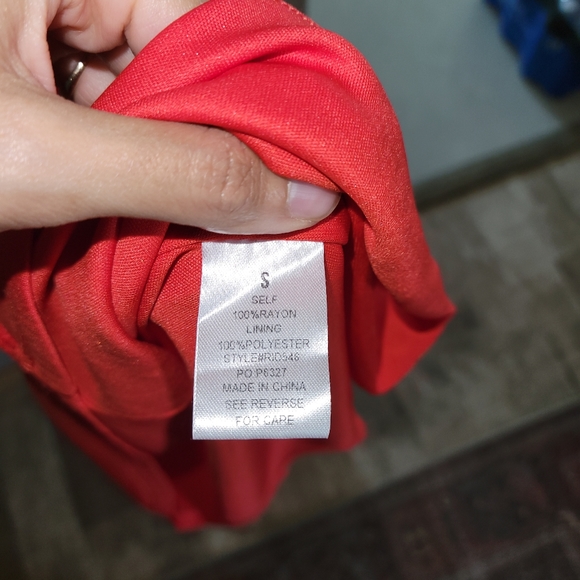 S
SELF
100%RAYON
LINING
100%POLYESTER
STYLE#RID546
PO P6327
MADE IN CHINA
SEE REVERSE
FOR CARE